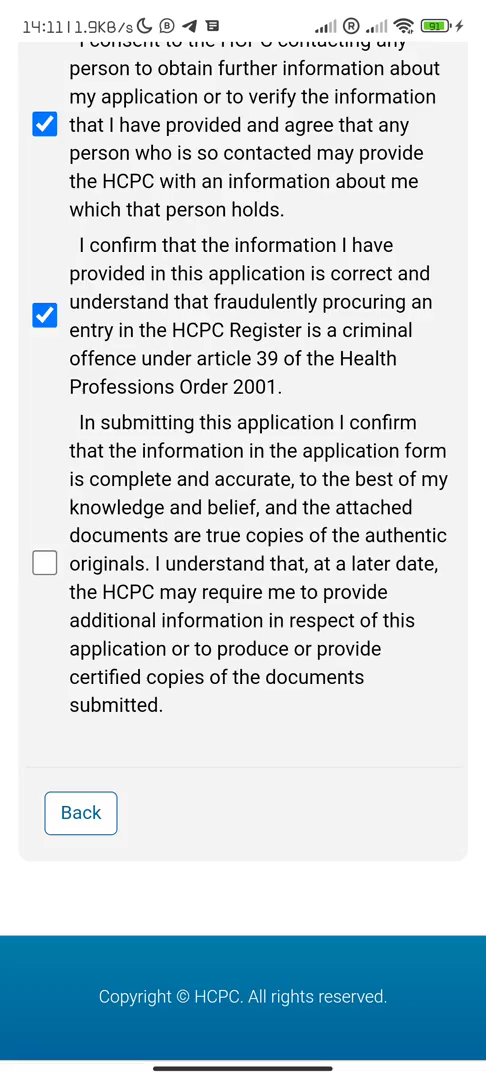 14:11 | 1.9KB/s
91
I consent to the HCPC contacting any
person to obtain further information about
my application or to verify the information
that I have provided and agree that any
person who is so contacted may provide
the HCPC with an information about me
which that person holds.
I confirm that the information I have
provided in this application is correct and
understand that fraudulently procuring an
entry in the HCPC Register is a criminal
offence under article 39 of the Health
Professions Order 2001.
In submitting this application I confirm
that the information in the application form
is complete and accurate, to the best of my
knowledge and belief, and the attached
documents are true copies of the authentic
originals. I understand that, at a later date,
the HCPC may require me to provide
additional information in respect of this
application or to produce or provide
certified copies of the documents
submitted.
Back
Copyright © HCPC. All rights reserved.